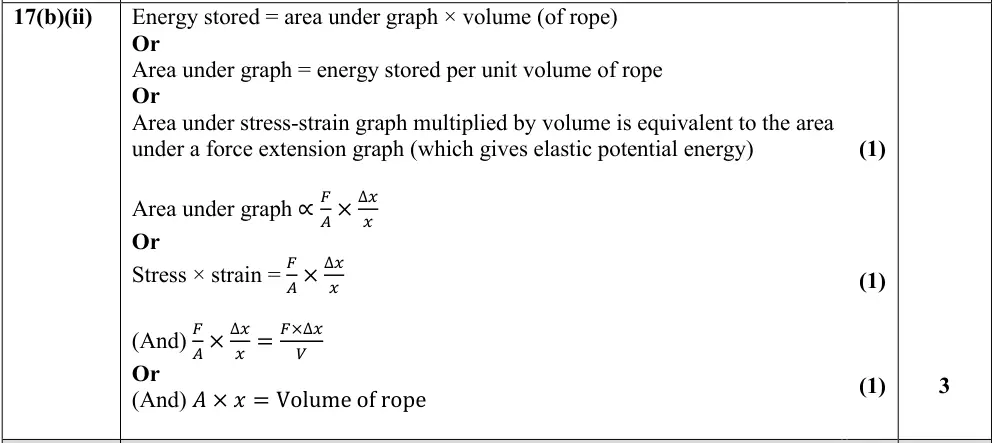 17(b)(ii) Energy stored = area under graph × volume (of rope)
Or
Area under graph = energy stored per unit volume of rope
Or
Area under stress-strain graph multiplied by volume is equivalent to the area
under a force extension graph (which gives elastic potential energy) (1)
Area under graph ∝ F/A × Δx/x
Or
Stress × strain = F/A × Δx/x (1)
(And) F/A × Δx/x = F×Δx/V
Or
(And) A × x = Volume of rope (1) 3